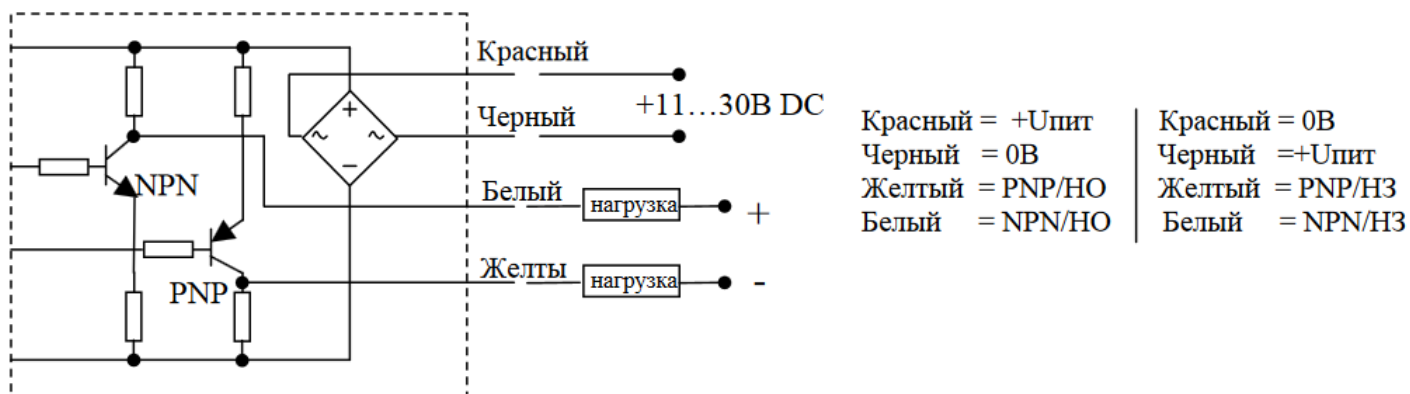 Красный
+11...30В DC
Черный
NPN
Белый
нагрузка
+
Желты
нагрузка
-
PNP
+
~ ~
−
Красный = +Uпит
Черный = 0В
Желтый = PNP/НО
Белый = NPN/НО
Красный = 0В
Черный =+Uпит
Желтый = PNP/НЗ
Белый = NPN/НЗ